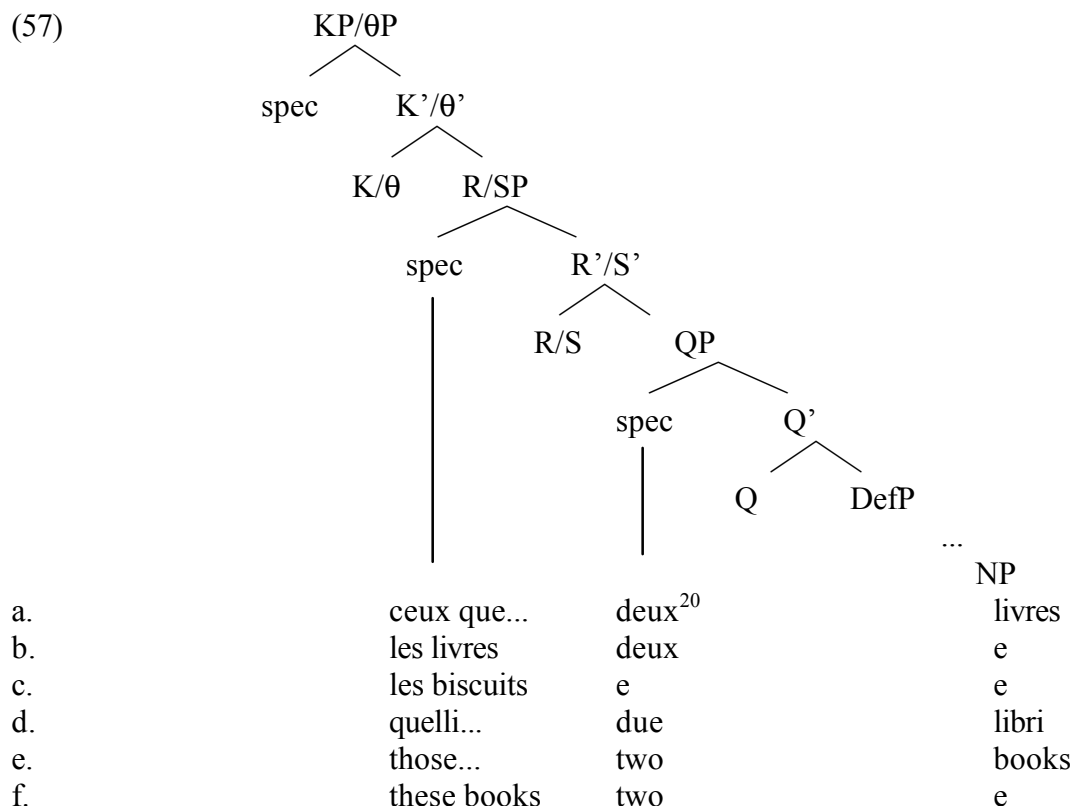 (57) KP/θP
spec K’/θ’
K/θ R/SP
spec R’/S’
R/S QP
spec Q’
Q DefP
...
NP
a. ceux que... deux20 livres
b. les livres deux e
c. les biscuits e e
d. quelli... due libri
e. those... two books
f. these books two e